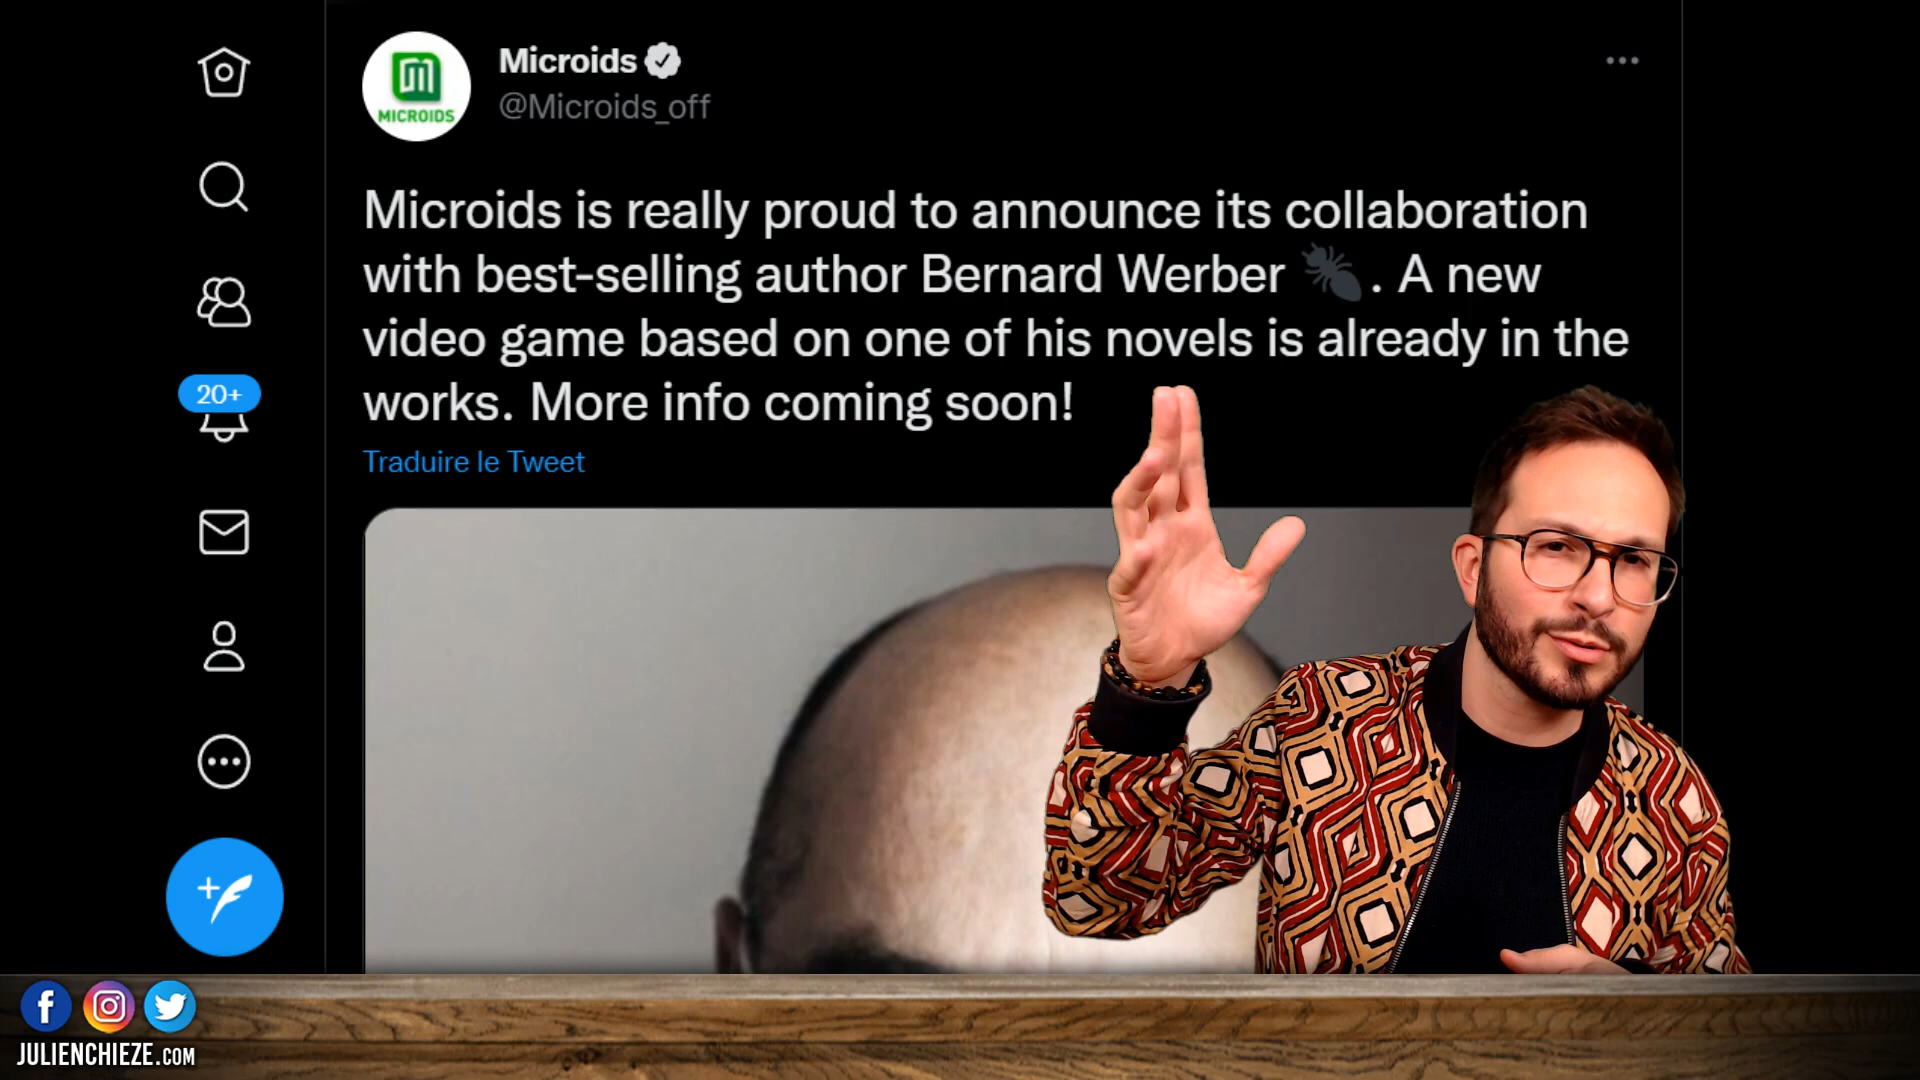 Microids
@Microids_off
MICROIDS
Microids is really proud to announce its collaboration
with best-selling author Bernard Werber 🐜. A new
video game based on one of his novels is already in the
works. More info coming soon!
Traduire le Tweet
20+
JULIENCHIEZE.COM